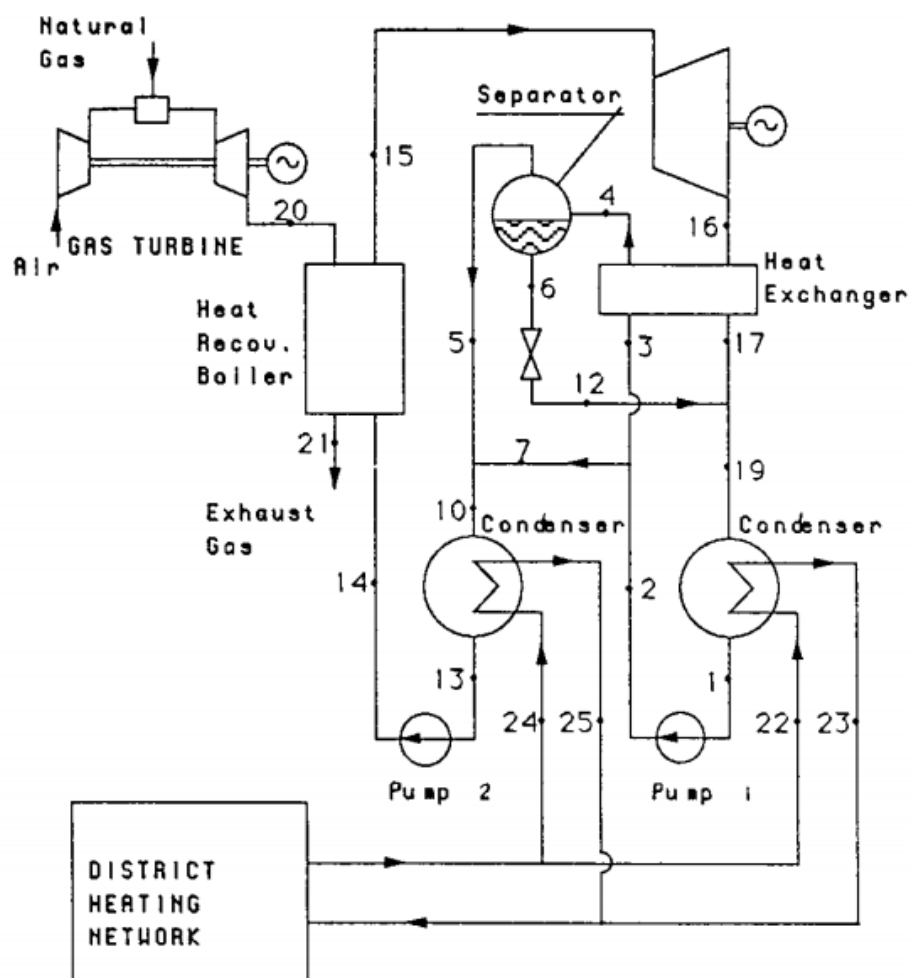 Natural
Gas
Separator
15
4
20
16
GAS TURBINE
Air
Heat
Exchanger
6
Heat
Recov.
Boiler
5
3
17
12
21
7
19
Exhaust
Gas
10
Condenser
Condenser
14
2
13
1
24
25
22
23
Pump 2
Pump 1
DISTRICT
HEATING
NETWORK